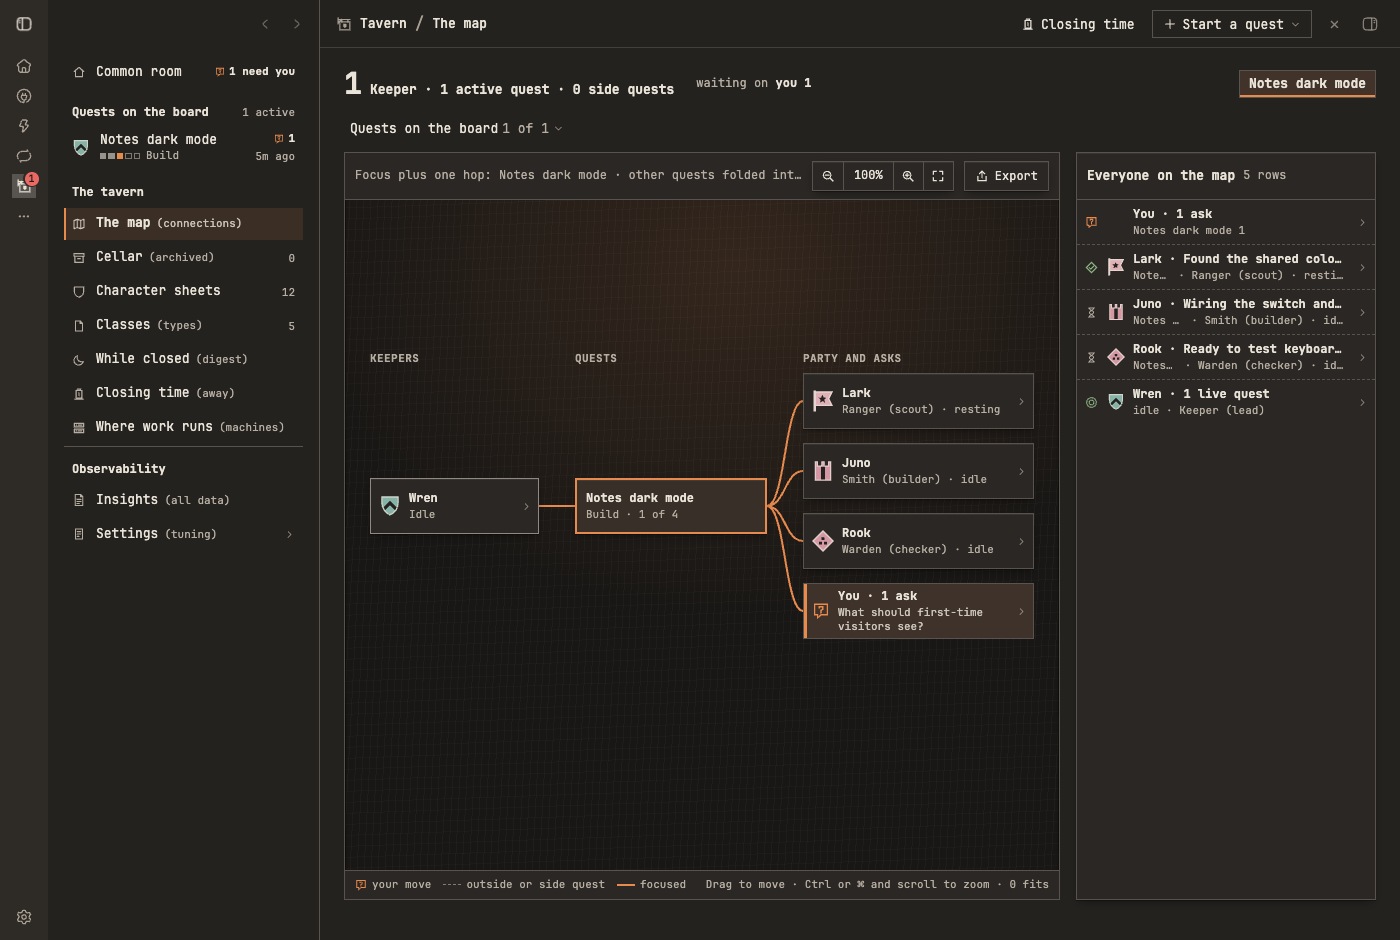 Tavern / The map
Closing time
Start a quest
Common room
1 need you
Quests on the board
1 active
Notes dark mode
1
Build
5m ago
1
The tavern
The map (connections)
Cellar (archived)
0
Character sheets
12
Classes (types)
5
While closed (digest)
Closing time (away)
Where work runs (machines)
Observability
Insights (all data)
Settings (tuning)
1 Keeper · 1 active quest · 0 side quests
waiting on you 1
Notes dark mode
Quests on the board 1 of 1
Focus plus one hop: Notes dark mode · other quests folded int…
100%
Export
KEEPERS
QUESTS
PARTY AND ASKS
Wren
Idle
Notes dark mode
Build · 1 of 4
Lark
Ranger (scout) · resting
Juno
Smith (builder) · idle
Rook
Warden (checker) · idle
You · 1 ask
What should first-time
visitors see?
your move
outside or side quest
focused
Drag to move · Ctrl or ⌘ and scroll to zoom · 0 fits
Everyone on the map 5 rows
You · 1 ask
Notes dark mode 1
Lark · Found the shared colo…
Note… · Ranger (scout) · resti…
Juno · Wiring the switch and…
Notes … · Smith (builder) · id…
Rook · Ready to test keyboar…
Notes… · Warden (checker) · id…
Wren · 1 live quest
idle · Keeper (lead)